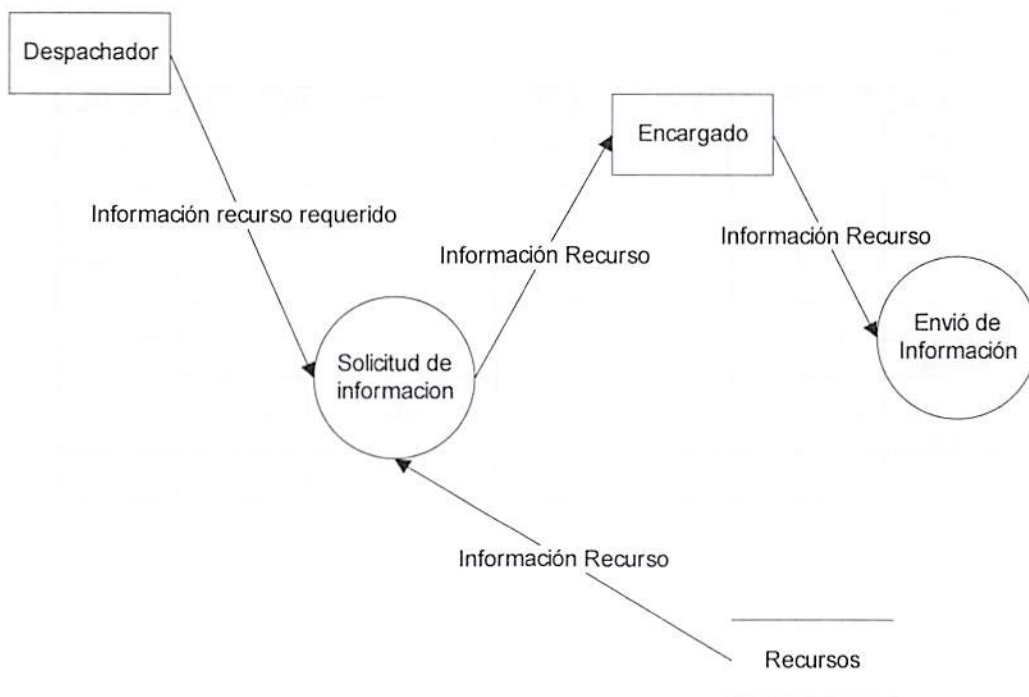 Despachador
Encargado
Información recurso requerido
Información Recurso
Información Recurso
Envió de
Información
Solicitud de
informacion
Información Recurso
Recursos